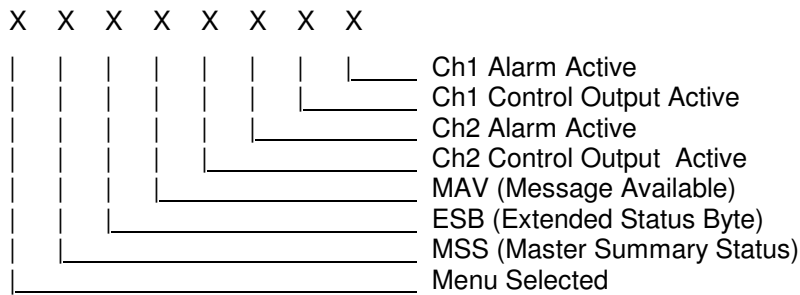 X X X X X X X X
Ch1 Alarm Active
Ch1 Control Output Active
Ch2 Alarm Active
Ch2 Control Output Active
MAV (Message Available)
ESB (Extended Status Byte)
MSS (Master Summary Status)
Menu Selected